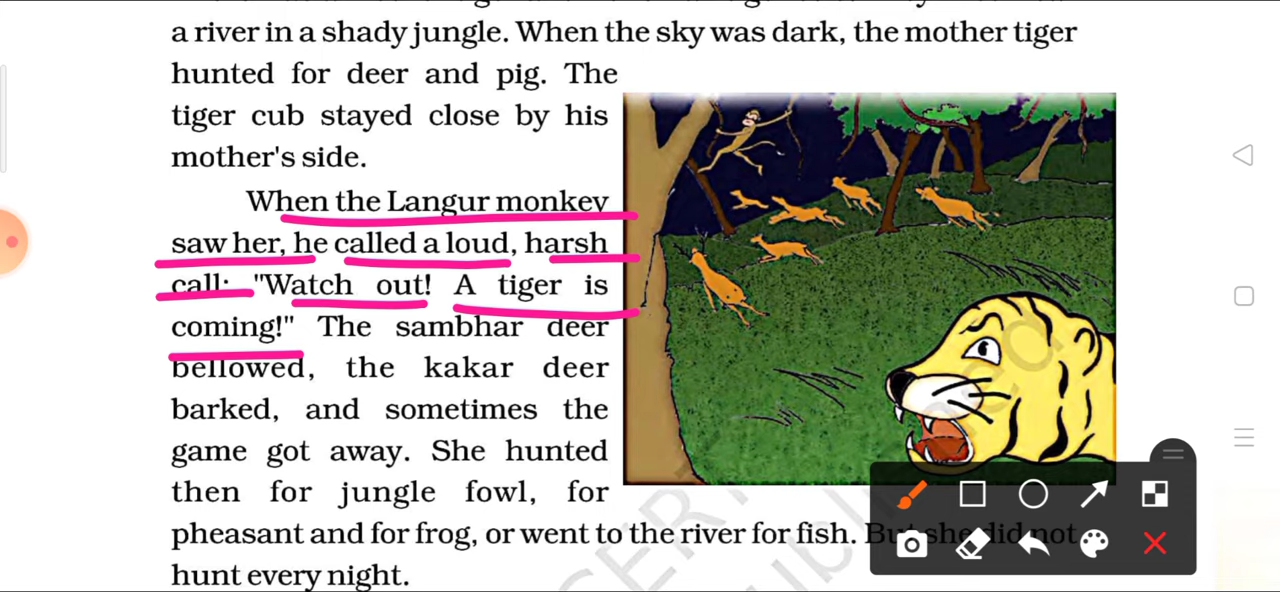 a river in a shady jungle. When the sky was dark, the mother tiger
hunted for deer and pig. The
tiger cub stayed close by his
mother's side.
When the Langur monkey
saw her, he called a loud, harsh
call: "Watch out! A tiger is
coming!" The sambhar deer
bellowed, the kakar deer
barked, and sometimes the
game got away. She hunted
then for jungle fowl, for
pheasant and for frog, or went to the river for fish. But she did not
hunt every night.